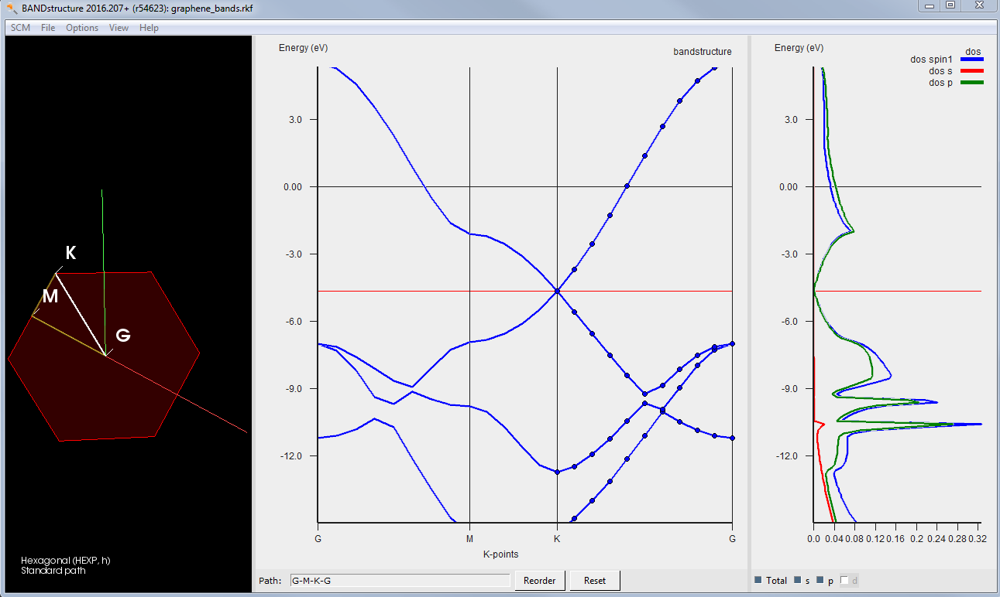 BANDstructure 2016.207+ (r54623): graphene_bands.rkf
SCM File Options View Help
K
M
G
Hexagonal (HEXP, h)
Standard path
Energy (eV)
bandstructure
3.0
0.00
-3.0
-6.0
-9.0
-12.0
G M K G
K-points
Path: G-M-K-G Reorder Reset
Energy (eV)
dos
dos spin1
dos s
dos p
3.0
0.00
-3.0
-6.0
-9.0
-12.0
0.0 0.04 0.08 0.12 0.16 0.2 0.24 0.28 0.32
Total s p d